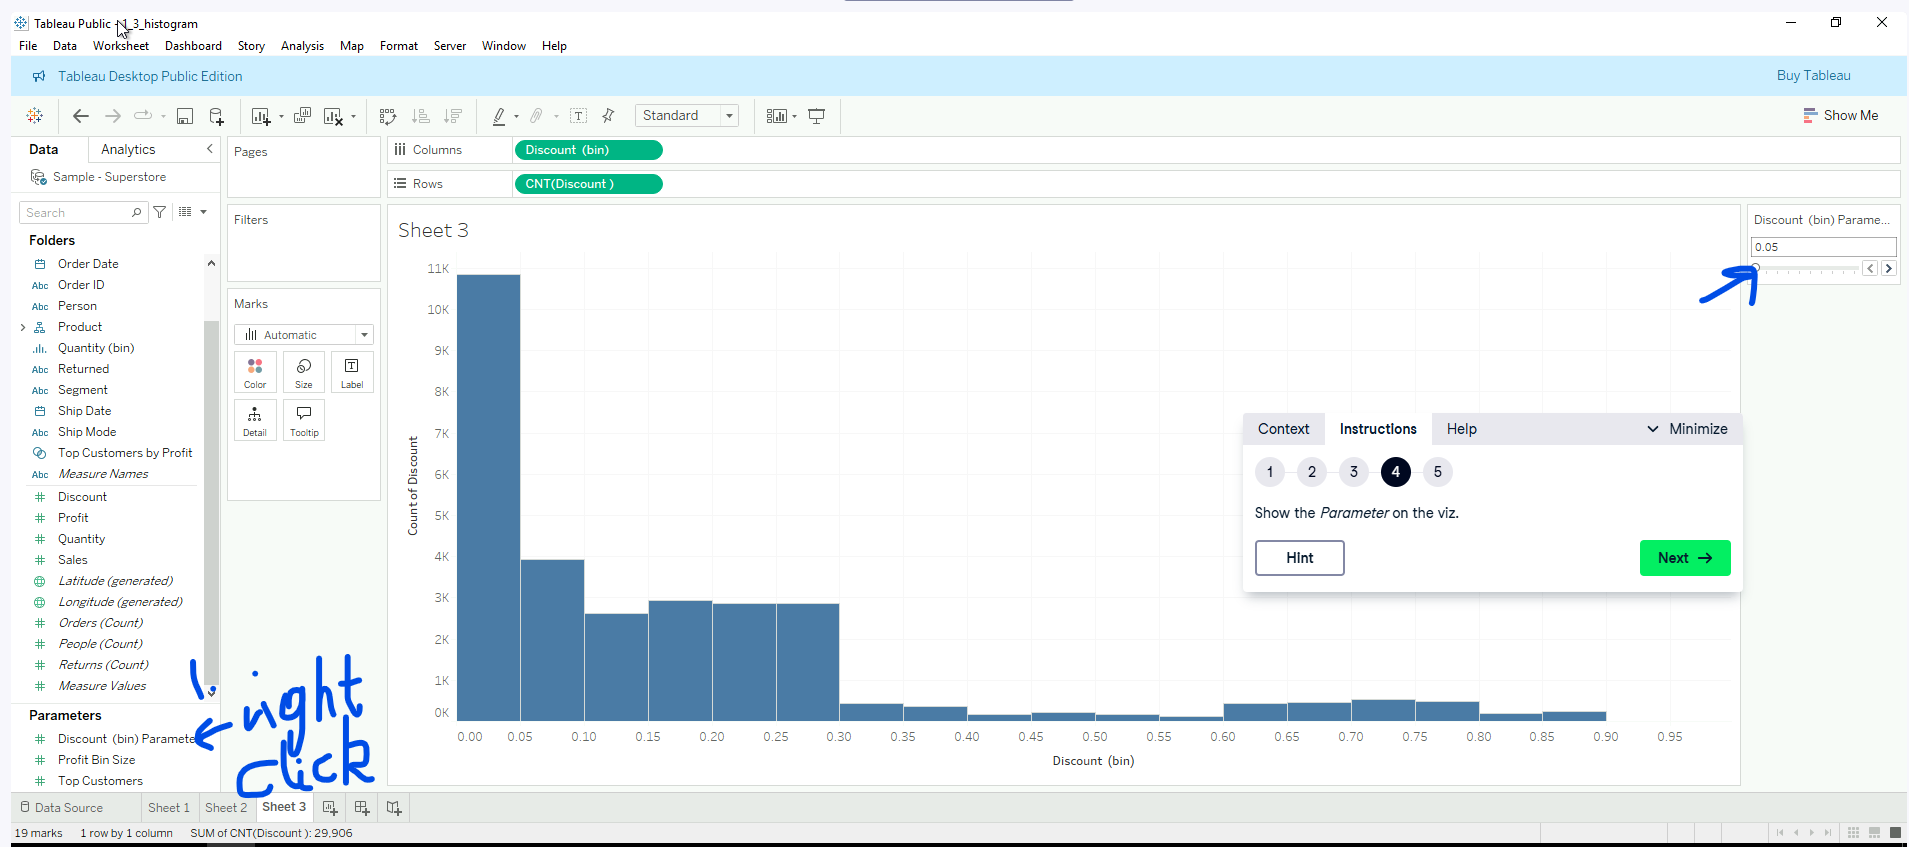 Tableau Public - 1_3_histogram
File Data Worksheet Dashboard Story Analysis Map Format Server Window Help
Tableau Desktop Public Edition
Buy Tableau
Standard
Show Me
Data Analytics
Sample - Superstore
Search
Folders
Order Date
Order ID
Person
Product
Quantity (bin)
Returned
Segment
Ship Date
Ship Mode
Top Customers by Profit
Measure Names
Discount
Profit
Quantity
Sales
Latitude (generated)
Longitude (generated)
Orders (Count)
People (Count)
Returns (Count)
Measure Values
Parameters
Discount (bin) Paramete
Profit Bin Size
Top Customers
1. right
click
Pages
Filters
Marks
Automatic
Color Size Label
Detail Tooltip
Columns Discount (bin)
Rows CNT(Discount )
Sheet 3
Count of Discount
11K
10K
9K
8K
7K
6K
5K
4K
3K
2K
1K
0K
0.00 0.05 0.10 0.15 0.20 0.25 0.30 0.35 0.40 0.45 0.50 0.55 0.60 0.65 0.70 0.75 0.80 0.85 0.90 0.95
Discount (bin)
Discount (bin) Parame...
0.05
Context Instructions Help Minimize
1 2 3 4 5
Show the Parameter on the viz.
Hint Next →
Data Source Sheet 1 Sheet 2 Sheet 3
19 marks 1 row by 1 column SUM of CNT(Discount ): 29,906